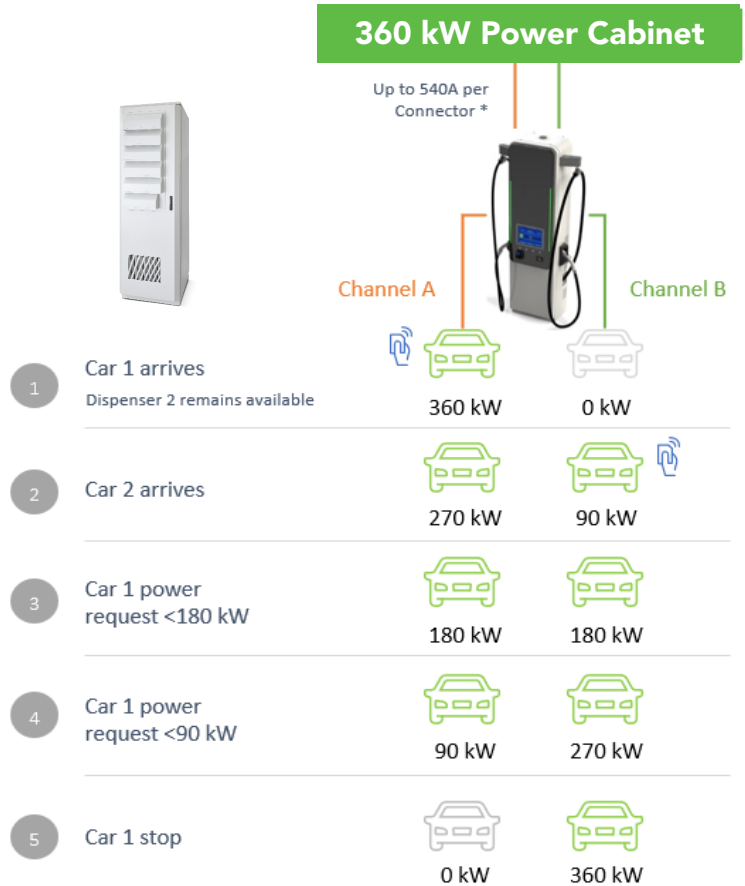 360 kW Power Cabinet
Up to 540A per
Connector *
Channel A
Channel B
1
Car 1 arrives
Dispenser 2 remains available
360 kW
0 kW
2
Car 2 arrives
270 kW
90 kW
3
Car 1 power
request <180 kW
180 kW
180 kW
4
Car 1 power
request <90 kW
90 kW
270 kW
5
Car 1 stop
0 kW
360 kW